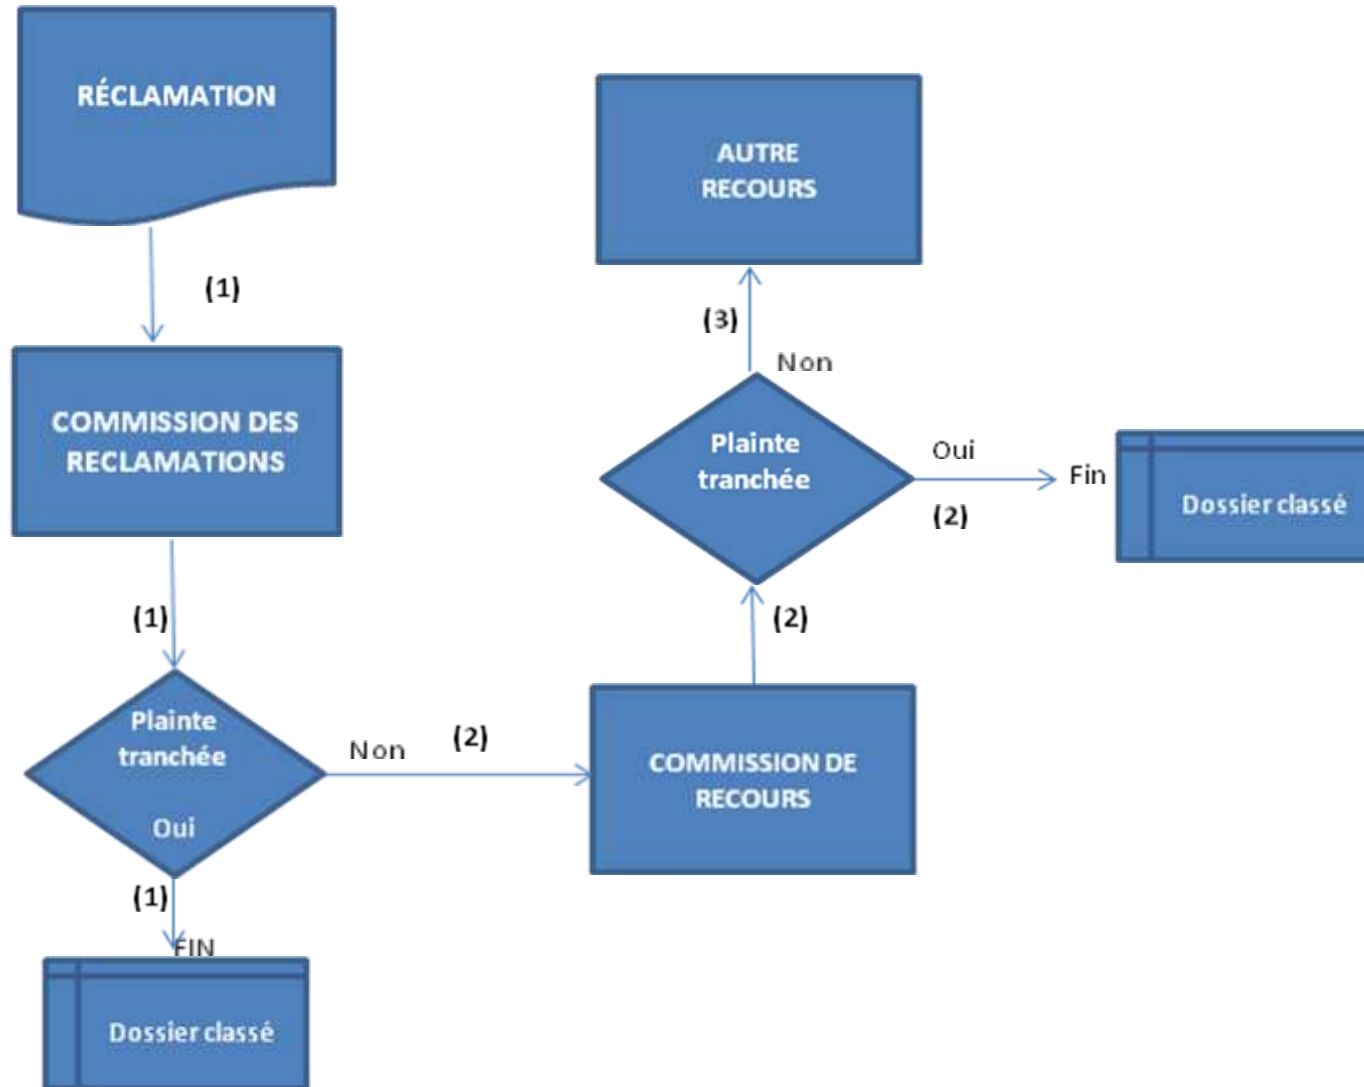 RÉCLAMATION
(1)
COMMISSION DES
RECLAMATIONS
(1)
Plainte
tranchée
Oui
(1)
FIN
Dossier classé
Non
(2)
COMMISSION DE
RECOURS
(2)
Plainte
tranchée
Oui
(2)
Fin
Dossier classé
Non
(3)
AUTRE
RECOURS